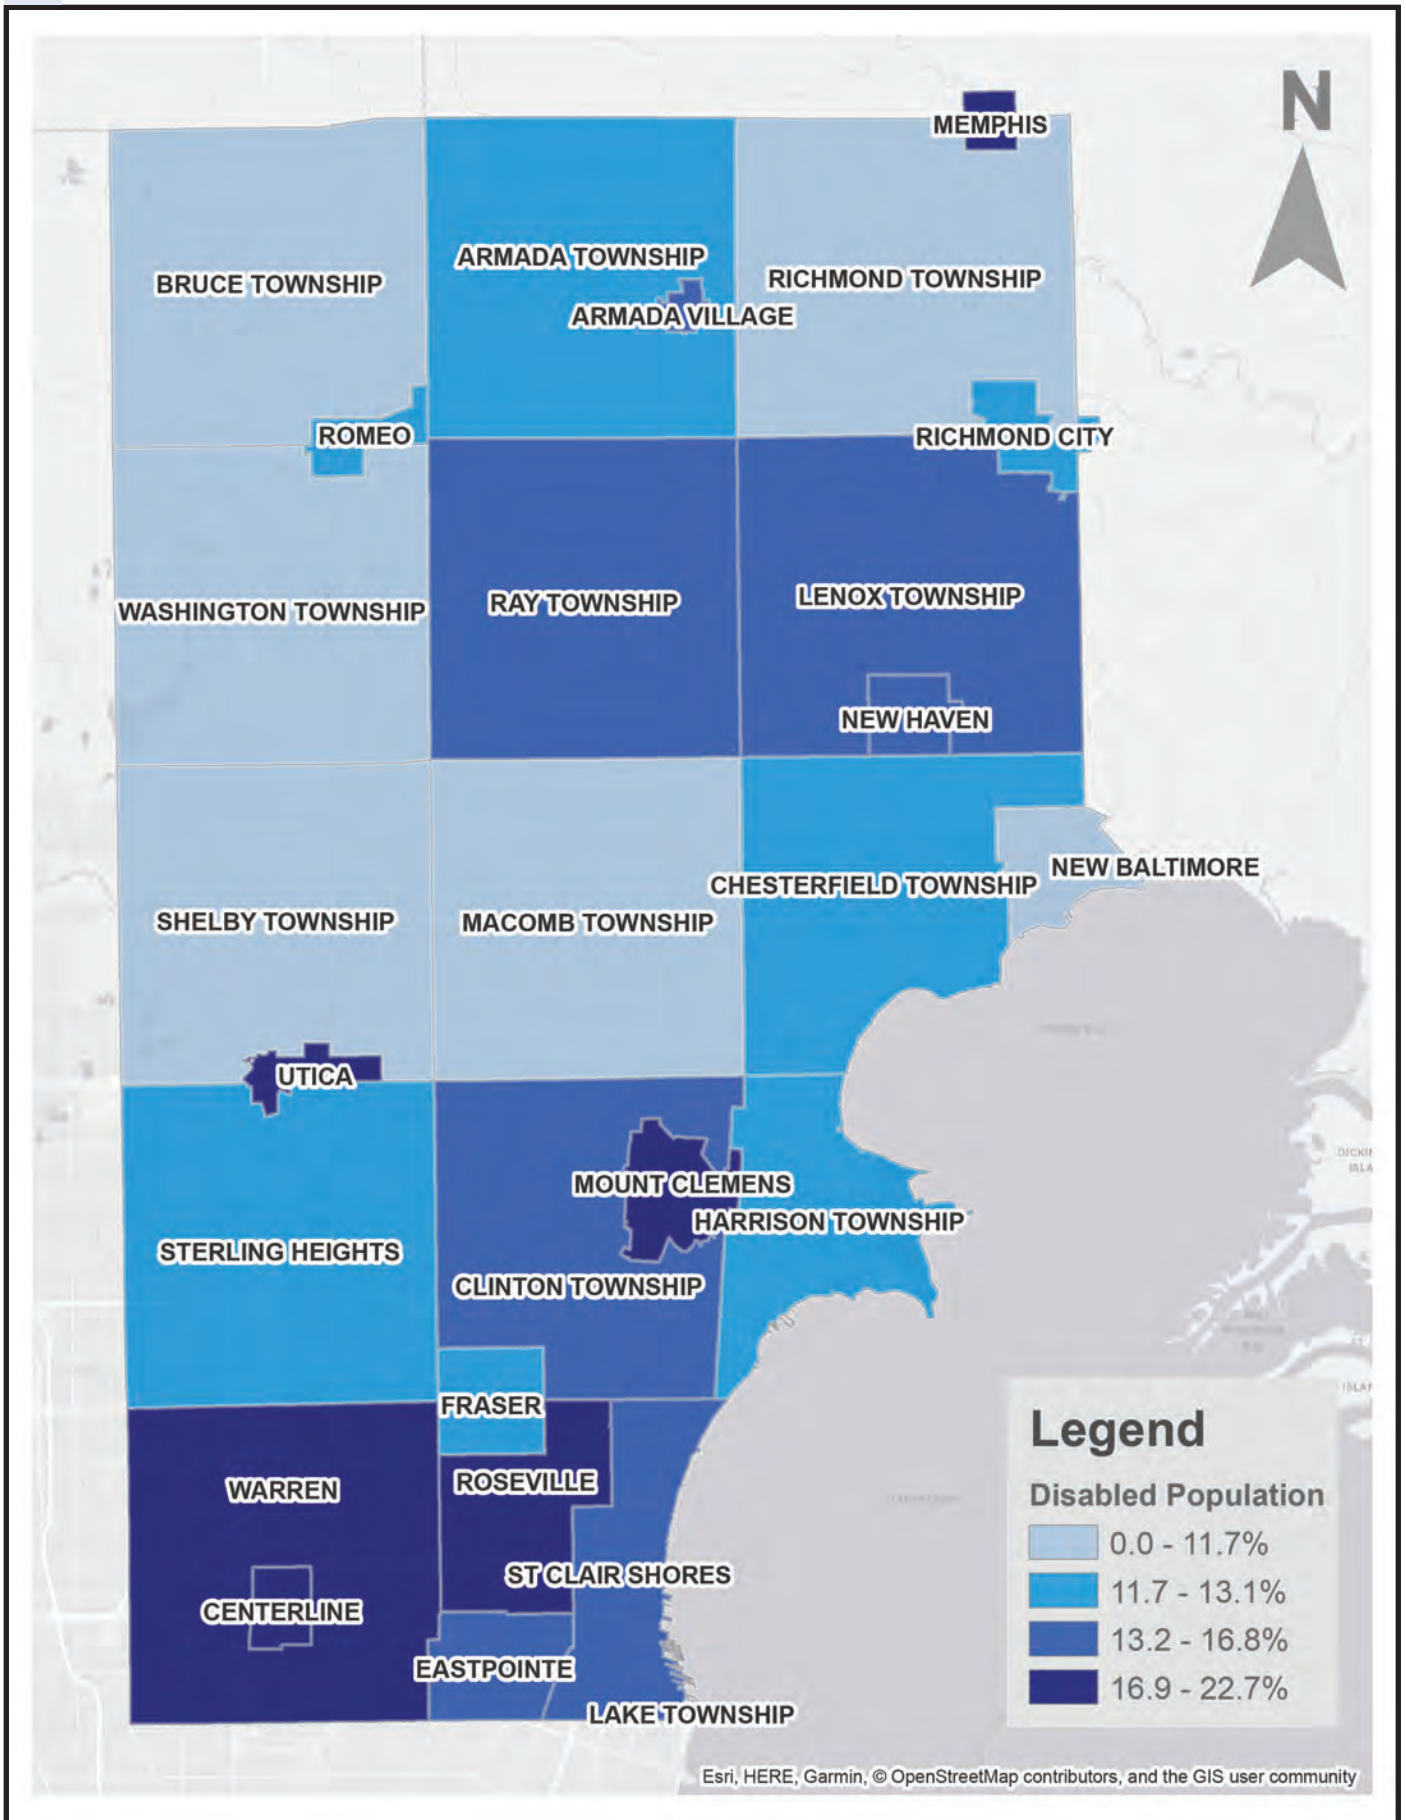 N
MEMPHIS
ARMADA TOWNSHIP
BRUCE TOWNSHIP
RICHMOND TOWNSHIP
ARMADA VILLAGE
ROMEO
RICHMOND CITY
WASHINGTON TOWNSHIP
RAY TOWNSHIP
LENOX TOWNSHIP
NEW HAVEN
NEW BALTIMORE
CHESTERFIELD TOWNSHIP
SHELBY TOWNSHIP
MACOMB TOWNSHIP
UTICA
MOUNT CLEMENS
HARRISON TOWNSHIP
STERLING HEIGHTS
CLINTON TOWNSHIP
FRASER
ROSEVILLE
WARREN
ST CLAIR SHORES
CENTERLINE
EASTPOINTE
LAKE TOWNSHIP
Legend
Disabled Population
0.0 - 11.7%
11.7 - 13.1%
13.2 - 16.8%
16.9 - 22.7%
Esri, HERE, Garmin, © OpenStreetMap contributors, and the GIS user community